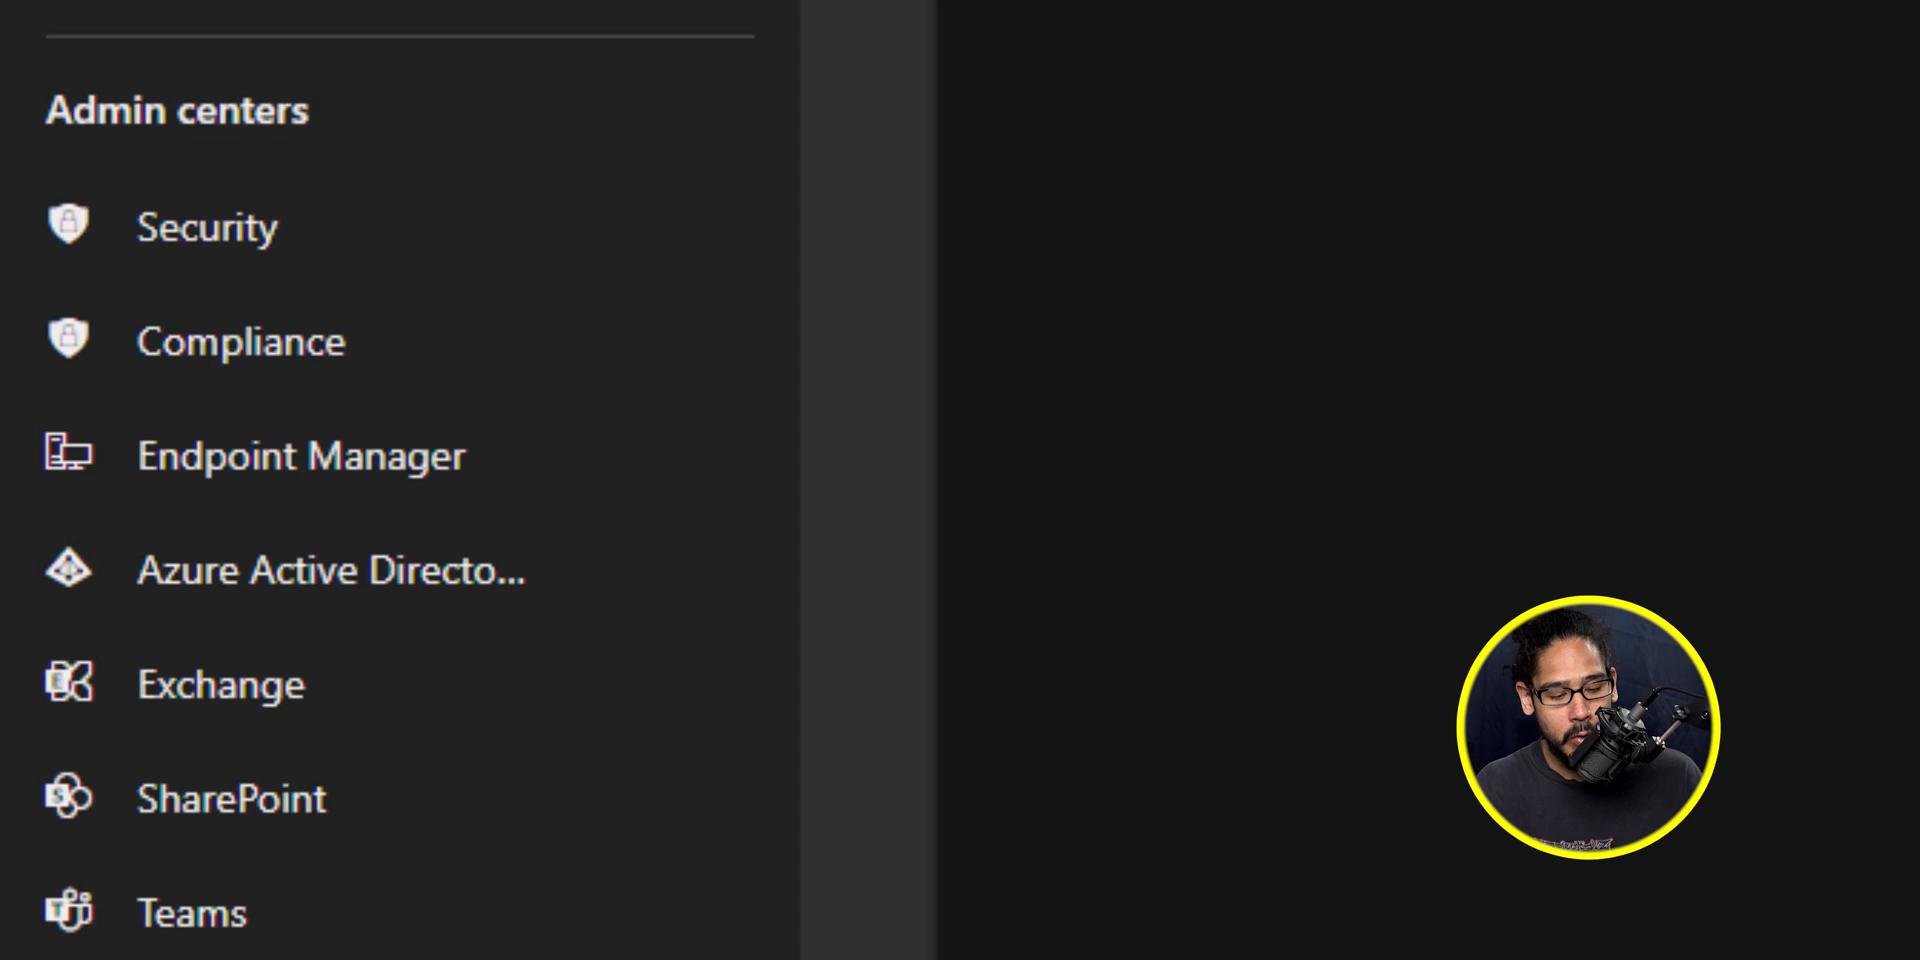 Admin centers
Security
Compliance
Endpoint Manager
Azure Active Directo...
Exchange
SharePoint
Teams